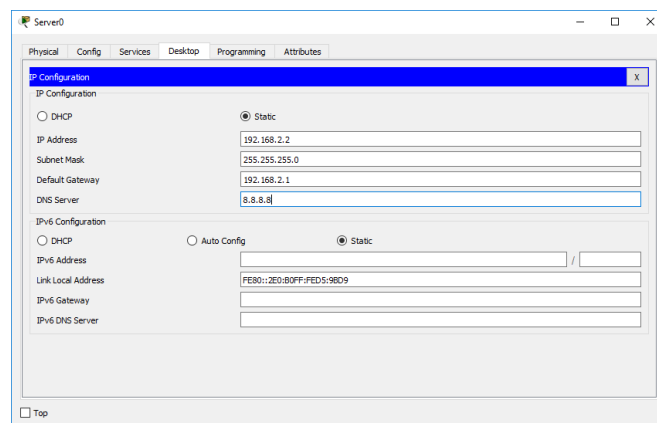 Server0
Physical Config Services Desktop Programming Attributes
IP Configuration X
IP Configuration
DHCP Static
IP Address 192.168.2.2
Subnet Mask 255.255.255.0
Default Gateway 192.168.2.1
DNS Server 8.8.8.8
IPv6 Configuration
DHCP Auto Config Static
IPv6 Address /
Link Local Address FE80::2E0:B0FF:FED5:9BD9
IPv6 Gateway
IPv6 DNS Server
Top